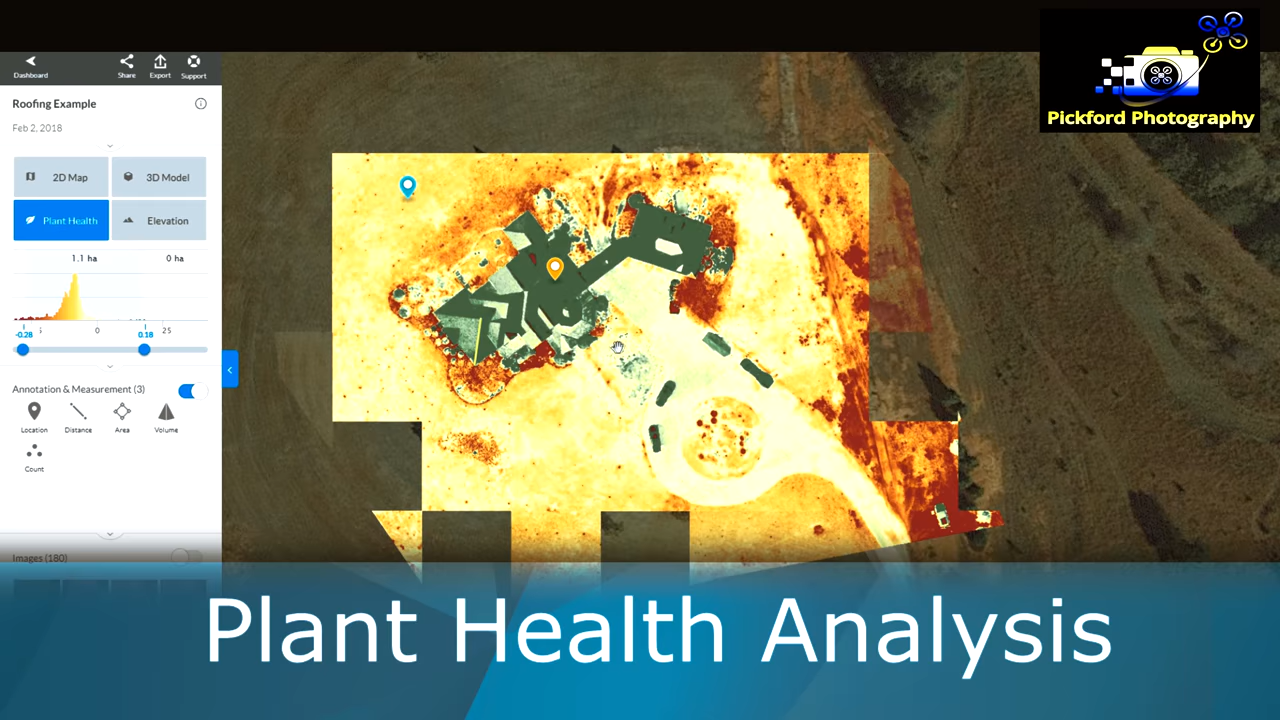 Pickford Photography
Dashboard
Share
Export
Support
Roofing Example
Feb 2, 2018
2D Map
3D Model
Plant Health
Elevation
1.1 ha
0 ha
-0.28
0
0.18
25
Annotation & Measurement (3)
Location
Distance
Area
Volume
Count
Images (180)
Plant Health Analysis